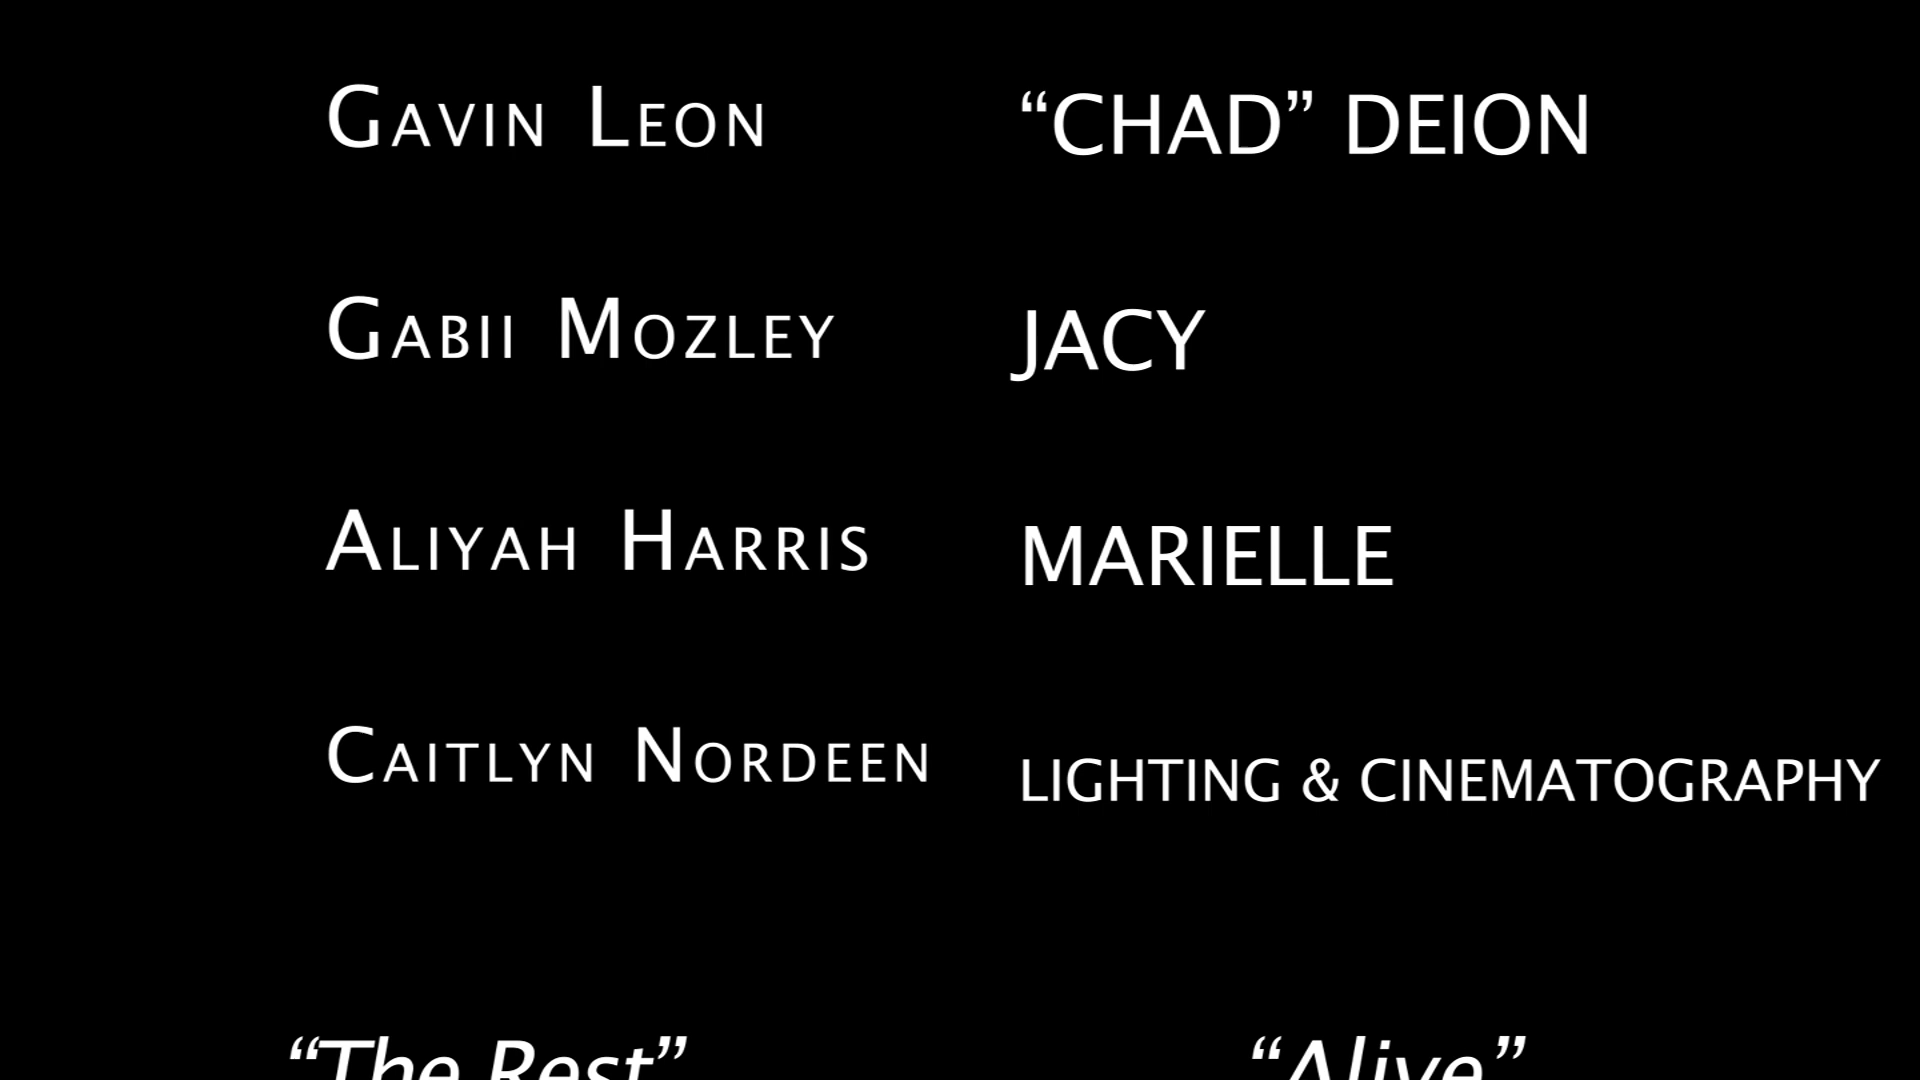 Gavin Leon "CHAD" DEION
Gabii Mozley JACY
Aliyah Harris MARIELLE
Caitlyn Nordeen LIGHTING & CINEMATOGRAPHY
“The Rest” “Alive”